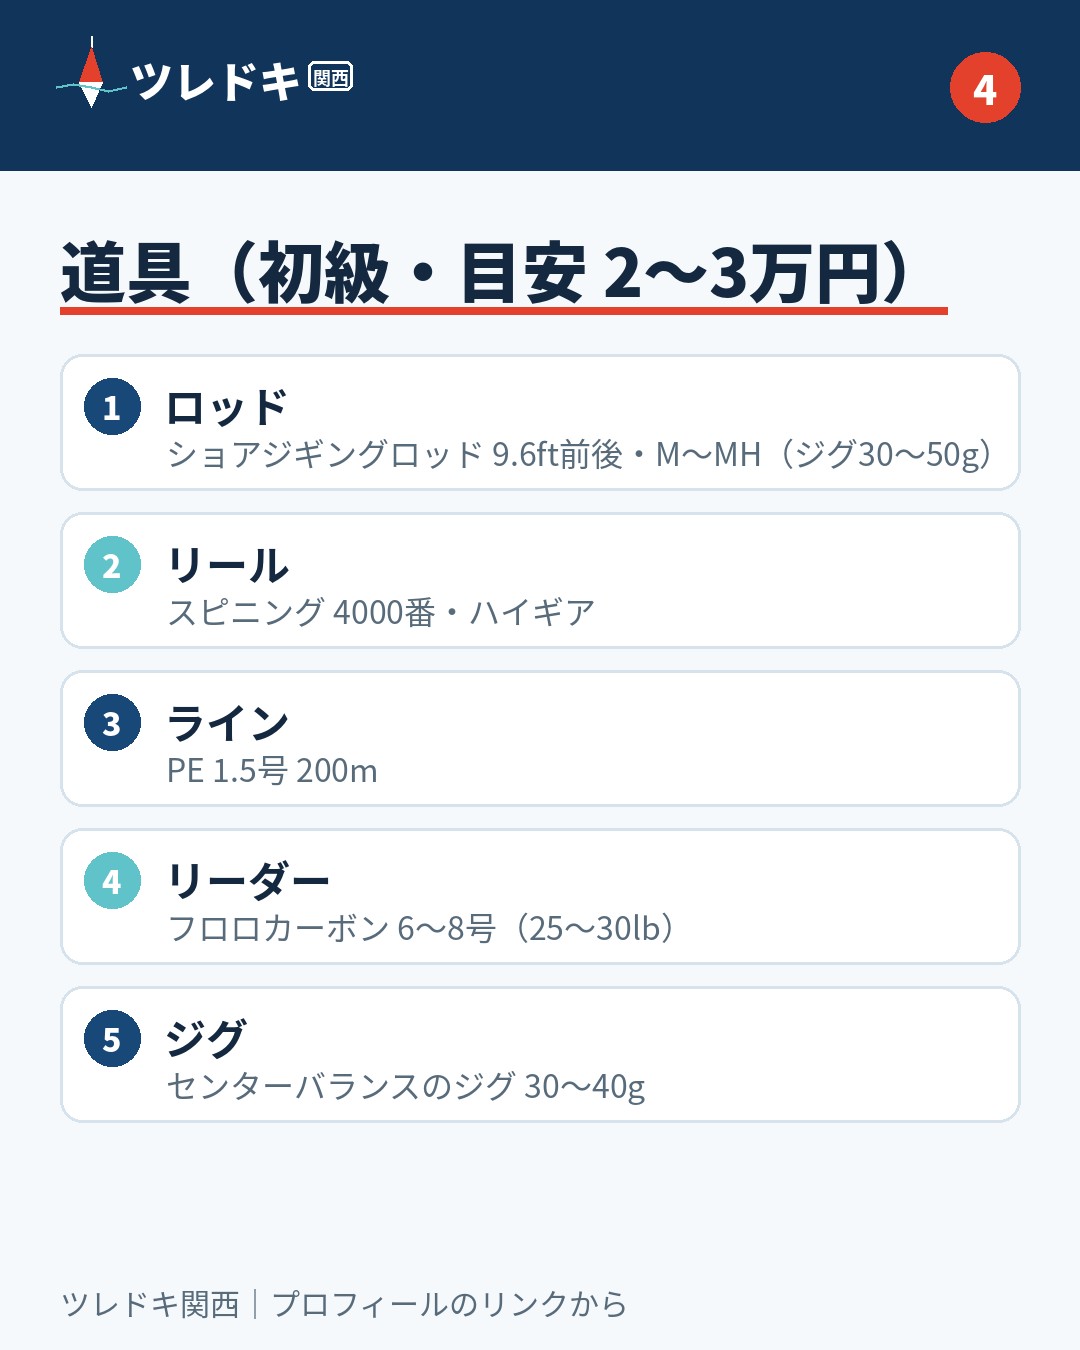 ツレドキ 関西
4
道具（初級・目安 2〜3万円）
1 ロッド
ショアジギングロッド 9.6ft前後・M〜MH（ジグ30〜50g）
2 リール
スピニング 4000番・ハイギア
3 ライン
PE 1.5号 200m
4 リーダー
フロロカーボン 6〜8号（25〜30lb）
5 ジグ
センターバランスのジグ 30〜40g
ツレドキ関西｜プロフィールのリンクから